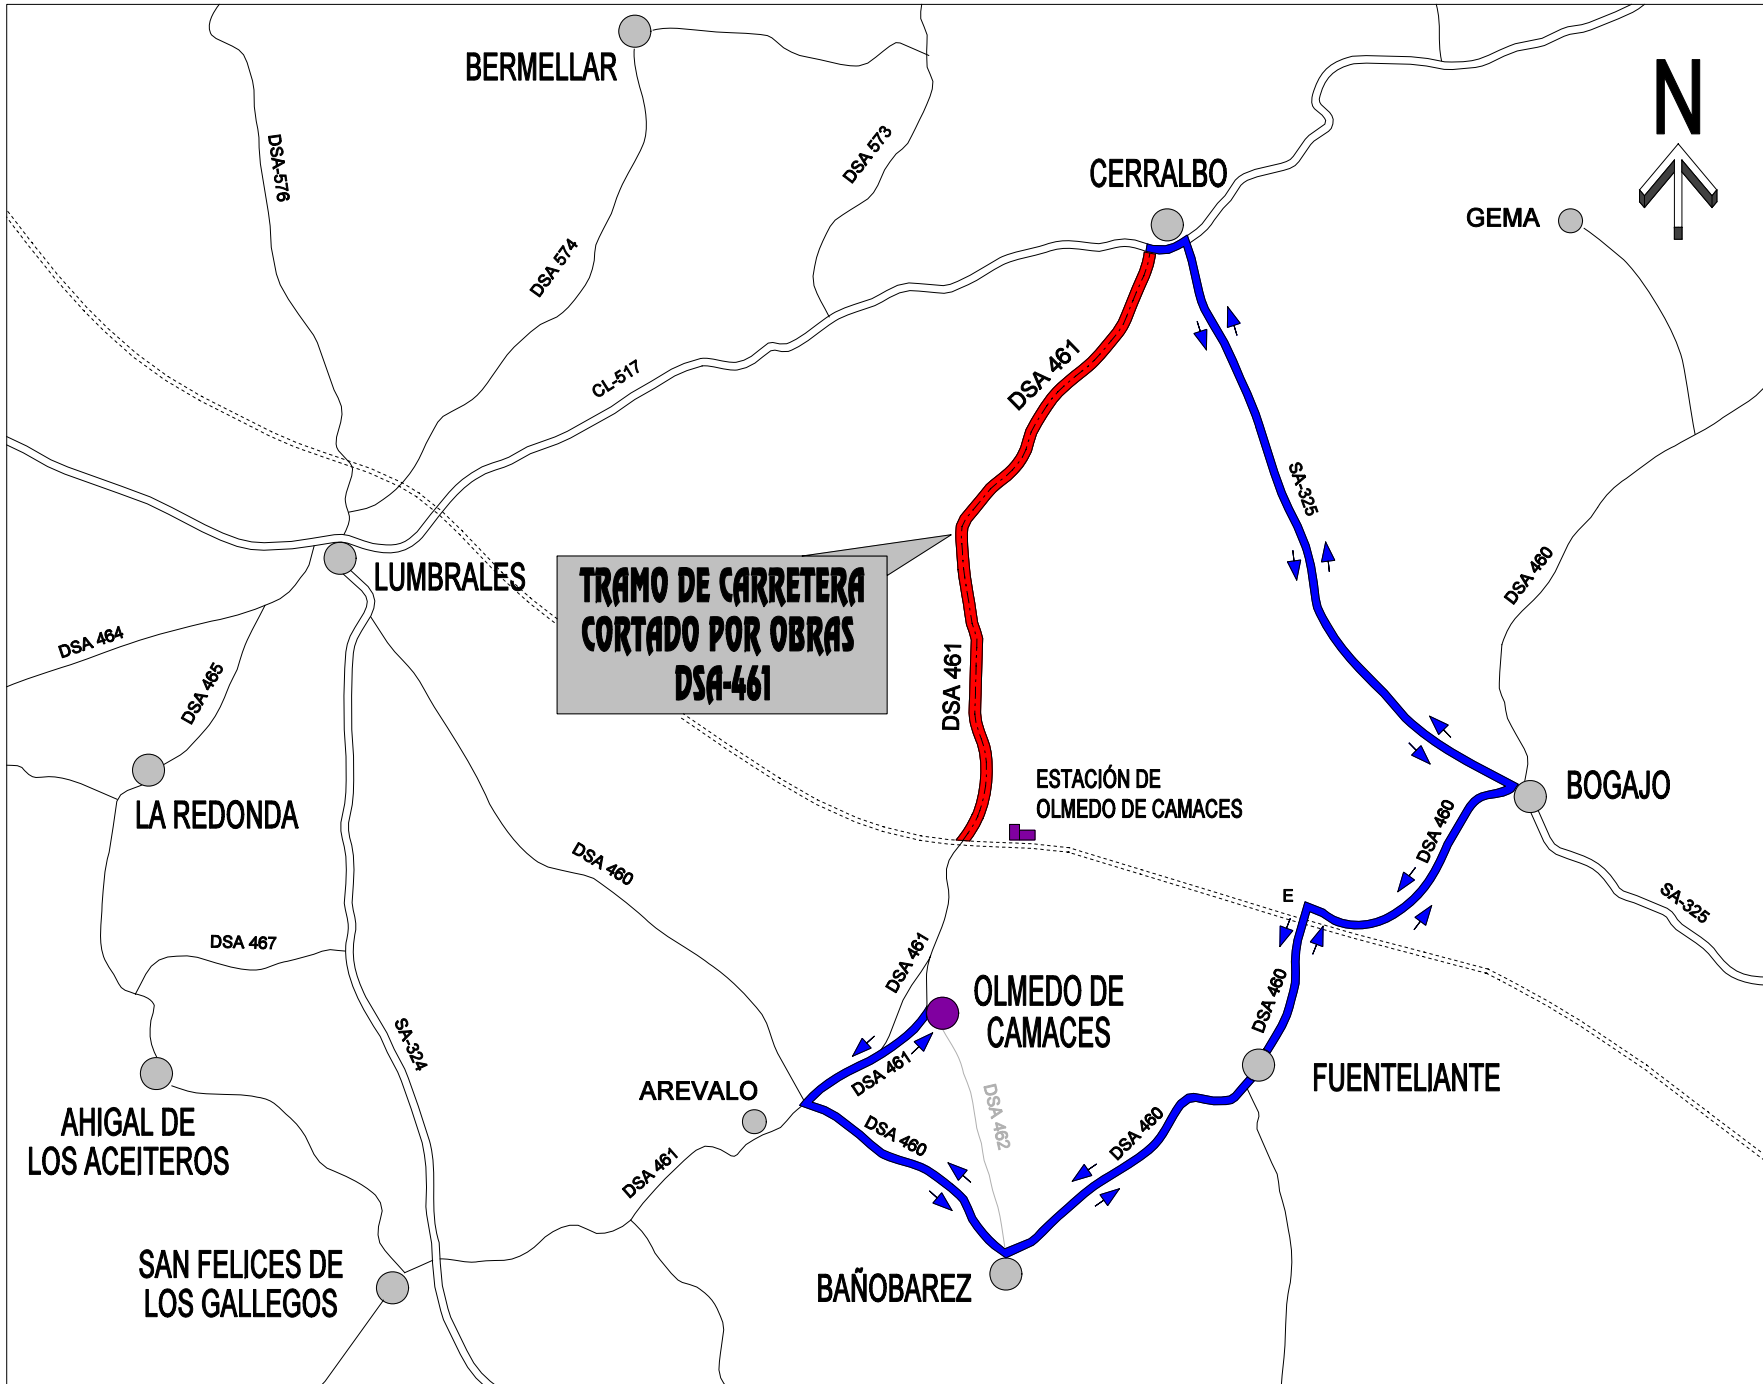 BERMELLAR
N
DSA-576
DSA 573
CERRALBO
GEMA
DSA 574
CL-517
DSA 461
SA-325
LUMBRALES
TRAMO DE CARRETERA
CORTADO POR OBRAS
DSA-461
DSA 460
DSA 464
DSA 465
DSA 461
ESTACIÓN DE
OLMEDO DE CAMACES
BOGAJO
LA REDONDA
DSA 460
DSA 460
E
SA-325
DSA 467
DSA 461
OLMEDO DE
CAMACES
DSA 460
SA-324
DSA 461
AREVALO
FUENTELIANTE
AHIGAL DE
LOS ACEITEROS
DSA 460
DSA 462
DSA 460
DSA 461
SAN FELICES DE
LOS GALLEGOS
BAÑOBAREZ